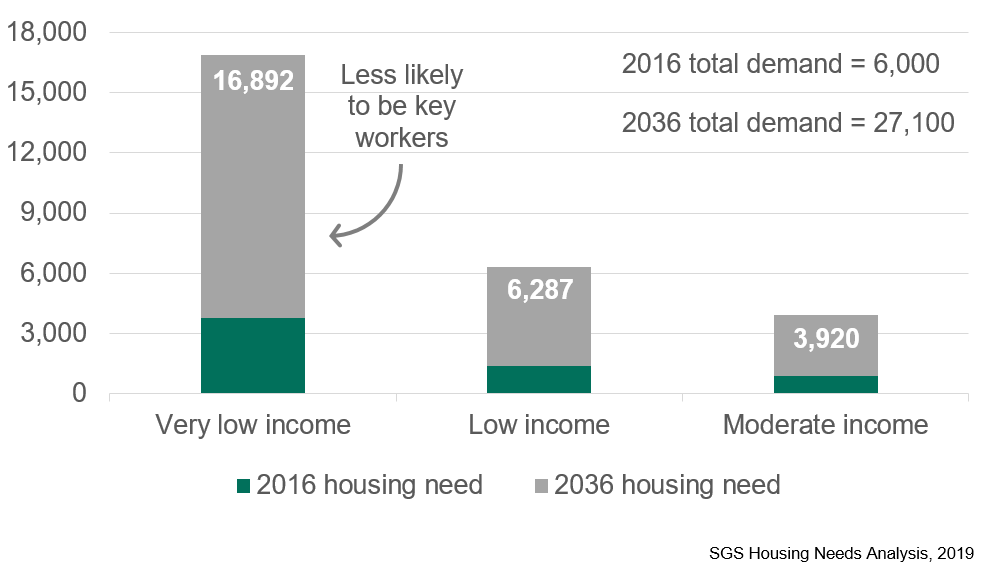 18,000
15,000
12,000
9,000
6,000
3,000
0
16,892
Less likely
to be key
workers
2016 total demand = 6,000
2036 total demand = 27,100
6,287
3,920
Very low income
Low income
Moderate income
2016 housing need
2036 housing need
SGS Housing Needs Analysis, 2019